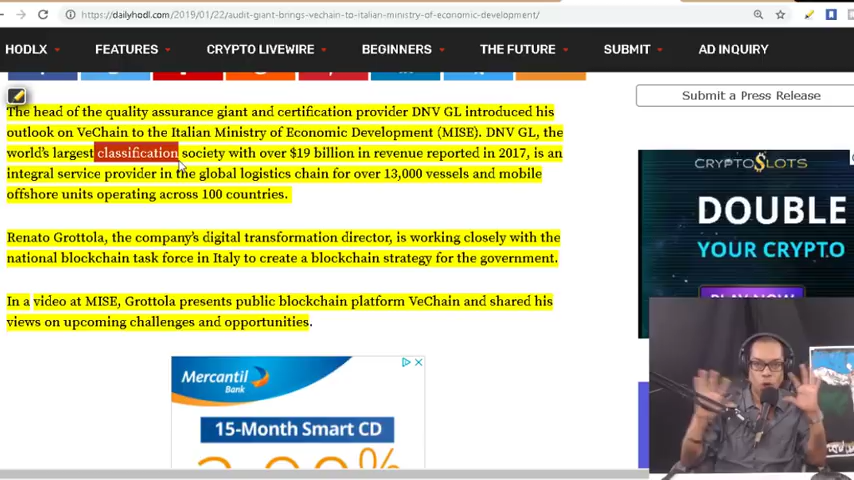 https://dailyhodl.com/2019/01/22/audit-giant-brings-vechain-to-italian-ministry-of-economic-development/
HODLX FEATURES CRYPTO LIVEWIRE BEGINNERS THE FUTURE SUBMIT AD INQUIRY
Submit a Press Release
The head of the quality assurance giant and certification provider DNV GL introduced his
outlook on VeChain to the Italian Ministry of Economic Development (MISE). DNV GL, the
world's largest classification society with over $19 billion in revenue reported in 2017, is an
integral service provider in the global logistics chain for over 13,000 vessels and mobile
offshore units operating across 100 countries.
Renato Grottola, the company's digital transformation director, is working closely with the
national blockchain task force in Italy to create a blockchain strategy for the government.
In a video at MISE, Grottola presents public blockchain platform VeChain and shared his
views on upcoming challenges and opportunities.
CRYPTOSLOTS
DOUBLE
YOUR CRYPTO
PLAY NOW
Mercantil
Bank
15-Month Smart CD